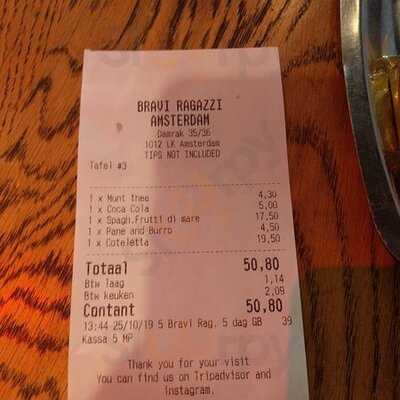 BRAVI RAGAZZI
AMSTERDAM
Damrak 35/36
1012 LK Amsterdam
TIPS NOT INCLUDED
Tafel #3
1 x Munt thee 4,30
1 x Coca Cola 5,00
1 x Spagh.Frutti di mare 17,50
1 x Pane and Burro 4,50
1 x Coteletta 19,50
Totaal 50,80
Btw laag 1,14
Btw keuken 2,09
Contant 50,80
13:44 25/10/19 5 Bravi Rag. 5 dag GB 39
Kassa 5 MP
Thank you for your visit
You can find us on Tripadvisor and
Instagram.